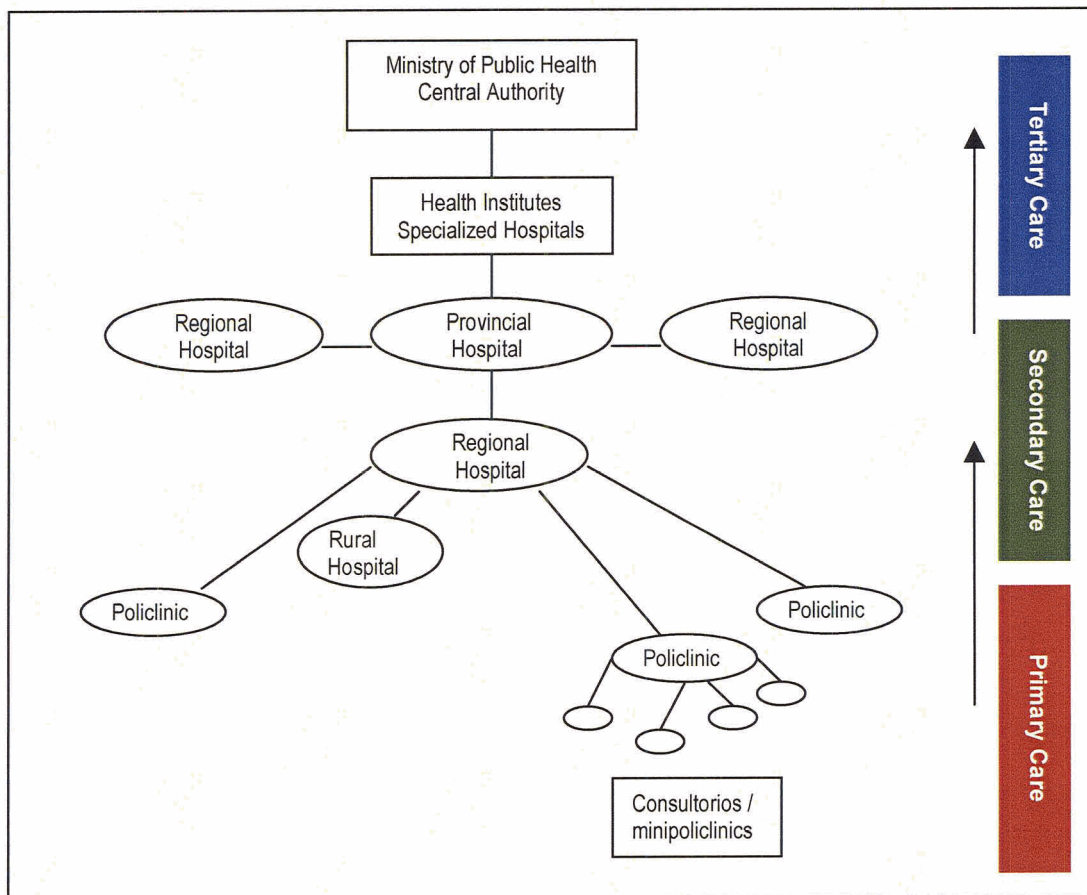 Ministry of Public Health
Central Authority
Health Institutes
Specialized Hospitals
Regional
Hospital
Provincial
Hospital
Regional
Hospital
Regional
Hospital
Rural
Hospital
Policlinic
Policlinic
Policlinic
Consultorios /
minipoliclinics
Tertiary Care
Secondary Care
Primary Care